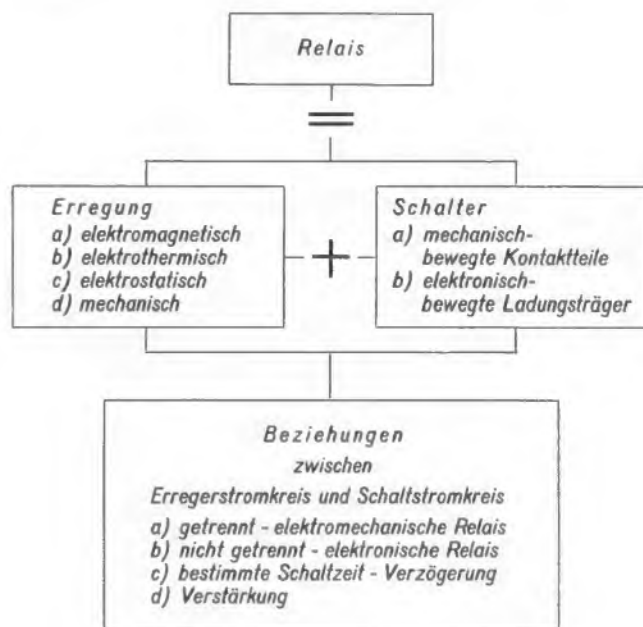 Relais
=
Erregung
a) elektromagnetisch
b) elektrothermisch
c) elektrostatisch
d) mechanisch
+
Schalter
a) mechanisch-
bewegte Kontaktteile
b) elektronisch-
bewegte Ladungsträger
Beziehungen
zwischen
Erregerstromkreis und Schaltstromkreis
a) getrennt - elektromechanische Relais
b) nicht getrennt - elektronische Relais
c) bestimmte Schaltzeit - Verzögerung
d) Verstärkung